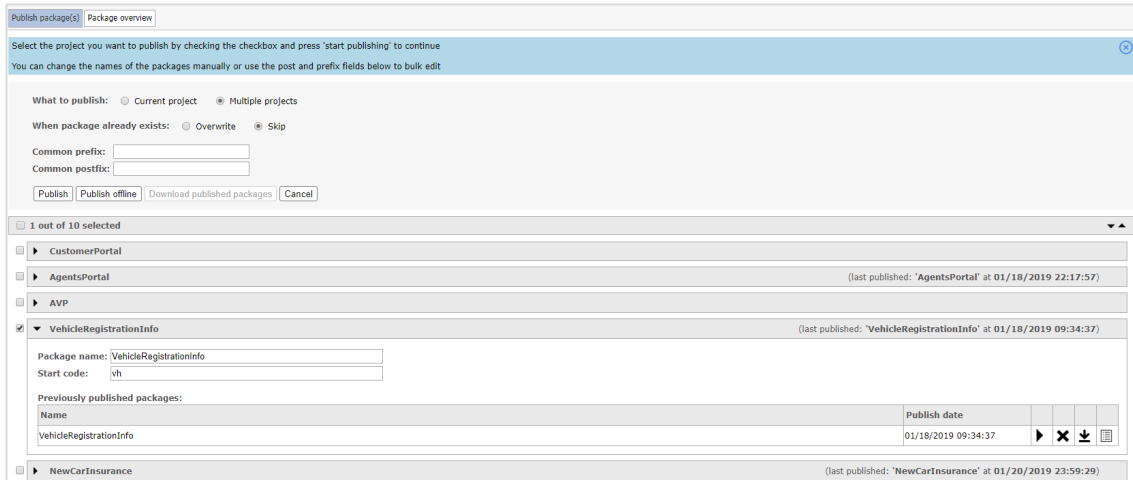 Publish package(s) Package overview
Select the project you want to publish by checking the checkbox and press 'start publishing' to continue
You can change the names of the packages manually or use the post and prefix fields below to bulk edit
What to publish: Current project Multiple projects
When package already exists: Overwrite Skip
Common prefix:
Common postfix:
Publish Publish offline Download published packages Cancel
1 out of 10 selected
CustomerPortal
AgentsPortal (last published: 'AgentsPortal' at 01/18/2019 22:17:57)
AVP
VehicleRegistrationInfo (last published: 'VehicleRegistrationInfo' at 01/18/2019 09:34:37)
Package name: VehicleRegistrationInfo
Start code: vh
Previously published packages:
Name Publish date
VehicleRegistrationInfo 01/18/2019 09:34:37
NewCarInsurance (last published: 'NewCarInsurance' at 01/20/2019 23:59:29)